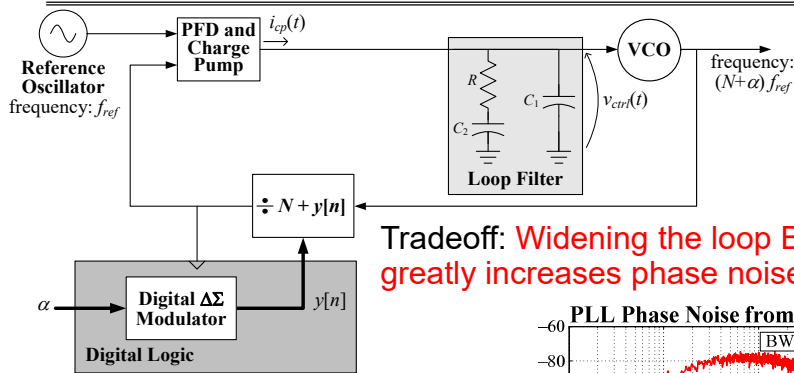 i_cp(t)
PFD and
Charge
Pump
VCO
Reference
Oscillator
frequency: f_ref
frequency:
(N+α) f_ref
R
C_1
v_ctrl(t)
C_2
Loop Filter
÷ N + y[n]
Tradeoff: Widening the loop B
greatly increases phase noise
α
Digital ΔΣ
Modulator
y[n]
Digital Logic
PLL Phase Noise from
−60
BW
−80